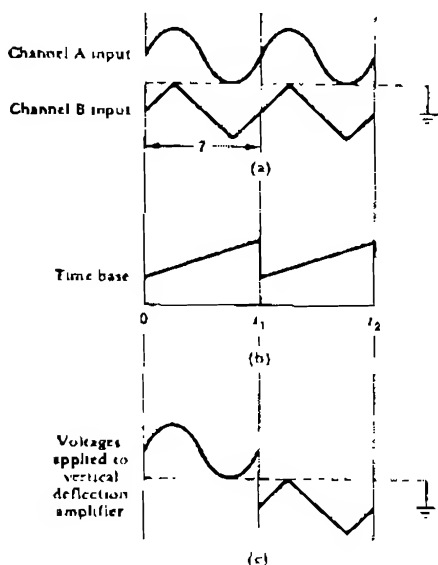 Channel A input
Channel B input
T
(a)
Time base
0
t₁
t₂
(b)
Voltages
applied to
vertical
deflection
amplifier
(c)